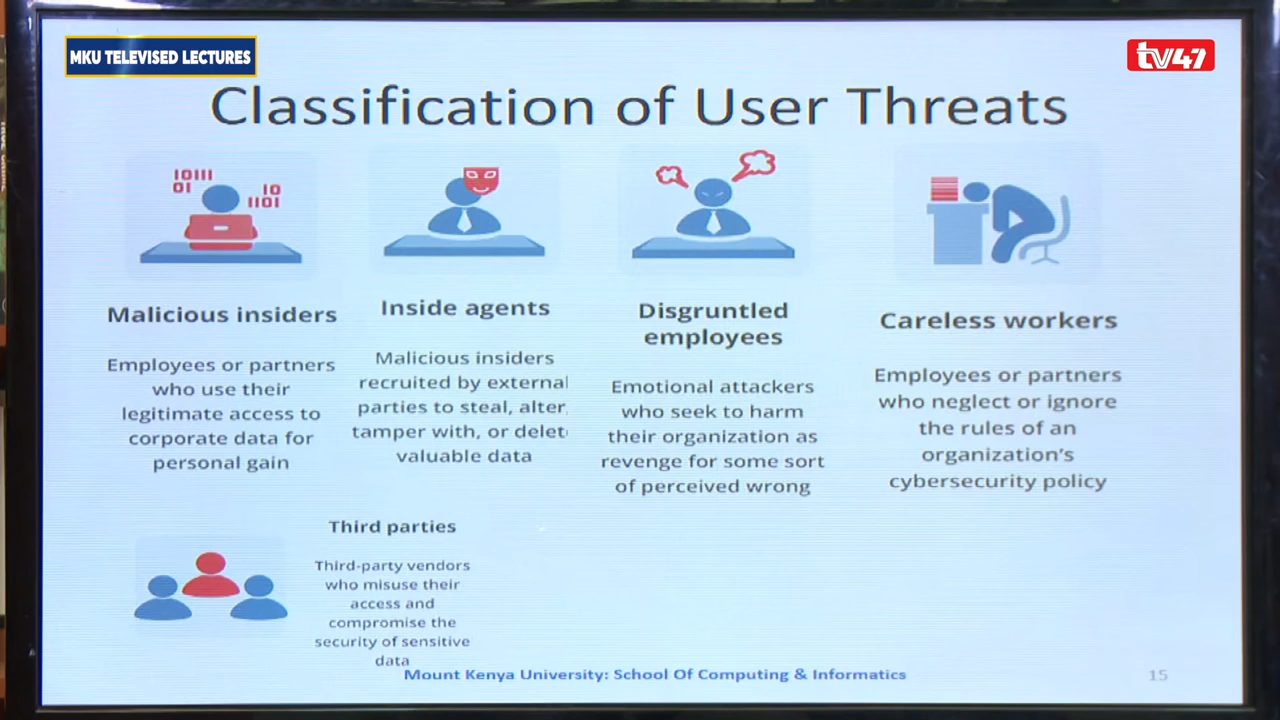 MKU TELEVISED LECTURES
tv47
Classification of User Threats
10111
01
10
1101
Malicious insiders
Employees or partners
who use their
legitimate access to
corporate data for
personal gain
Inside agents
Malicious insiders
recruited by external
parties to steal, alter,
tamper with, or delet
valuable data
Disgruntled
employees
Emotional attackers
who seek to harm
their organization as
revenge for some sort
of perceived wrong
Careless workers
Employees or partners
who neglect or ignore
the rules of an
organization's
cybersecurity policy
Third parties
Third-party vendors
who misuse their
access and
compromise the
security of sensitive
data
Mount Kenya University: School Of Computing & Informatics
15